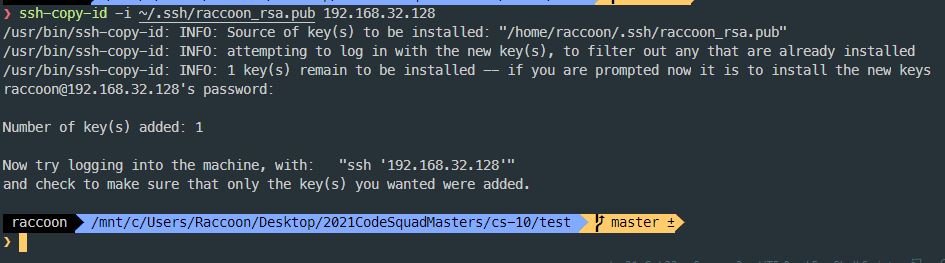 ❯ ssh-copy-id -i ~/.ssh/raccoon_rsa.pub 192.168.32.128
/usr/bin/ssh-copy-id: INFO: Source of key(s) to be installed: "/home/raccoon/.ssh/raccoon_rsa.pub"
/usr/bin/ssh-copy-id: INFO: attempting to log in with the new key(s), to filter out any that are already installed
/usr/bin/ssh-copy-id: INFO: 1 key(s) remain to be installed -- if you are prompted now it is to install the new keys
raccoon@192.168.32.128's password:
Number of key(s) added: 1
Now try logging into the machine, with:   "ssh '192.168.32.128'"
and check to make sure that only the key(s) you wanted were added.
raccoon /mnt/c/Users/Raccoon/Desktop/2021CodeSquadMasters/cs-10/test master ±
❯